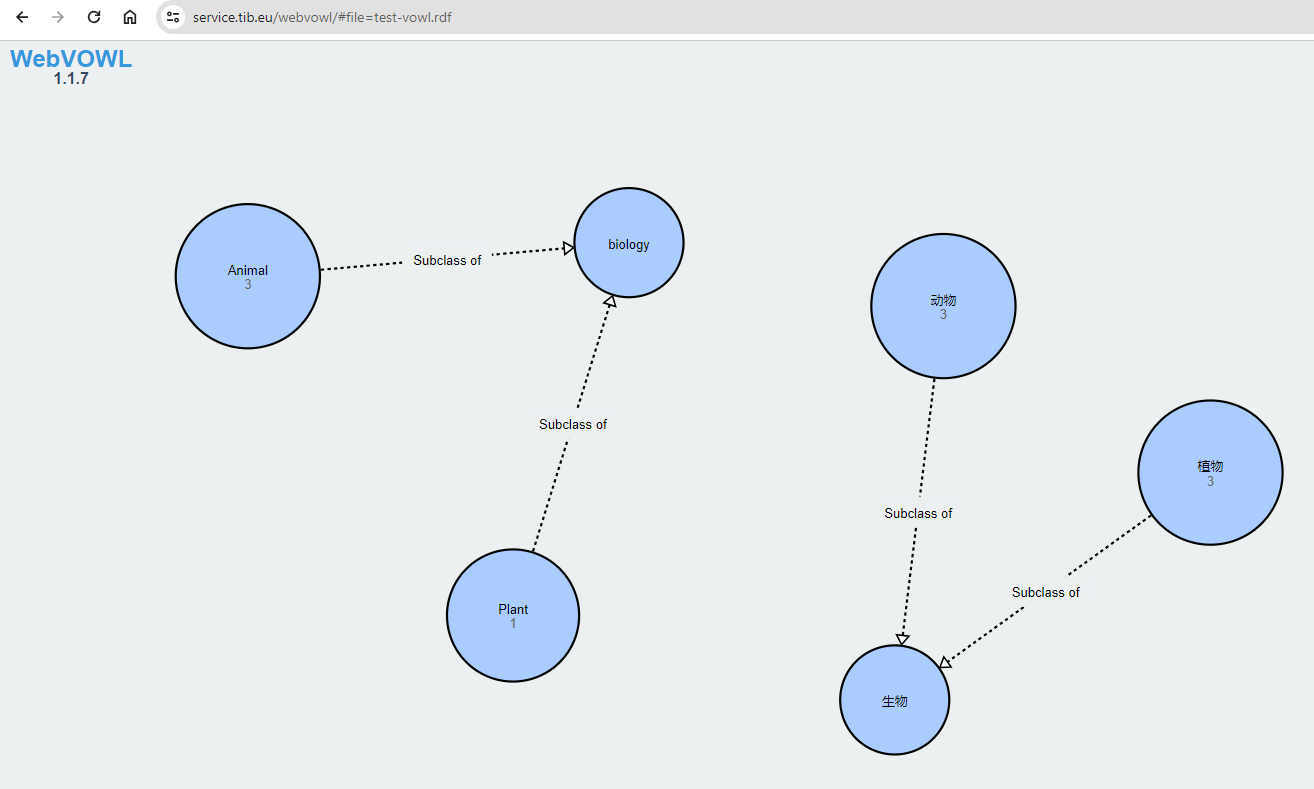 service.tib.eu/webvowl/#file=test-vowl.rdf
WebVOWL
1.1.7
Animal
3
Subclass of
biology
Subclass of
Plant
1
动物
3
Subclass of
植物
3
Subclass of
生物